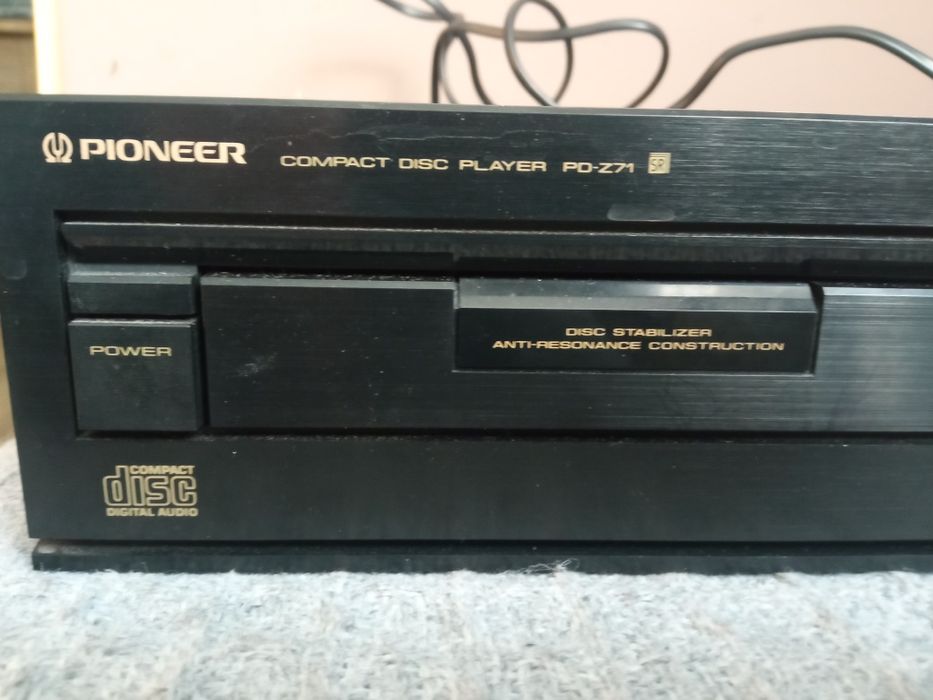 PIONEER COMPACT DISC PLAYER PD-Z71 SR
DISC STABILIZER
ANTI-RESONANCE CONSTRUCTION
POWER
COMPACT
disc
DIGITAL AUDIO